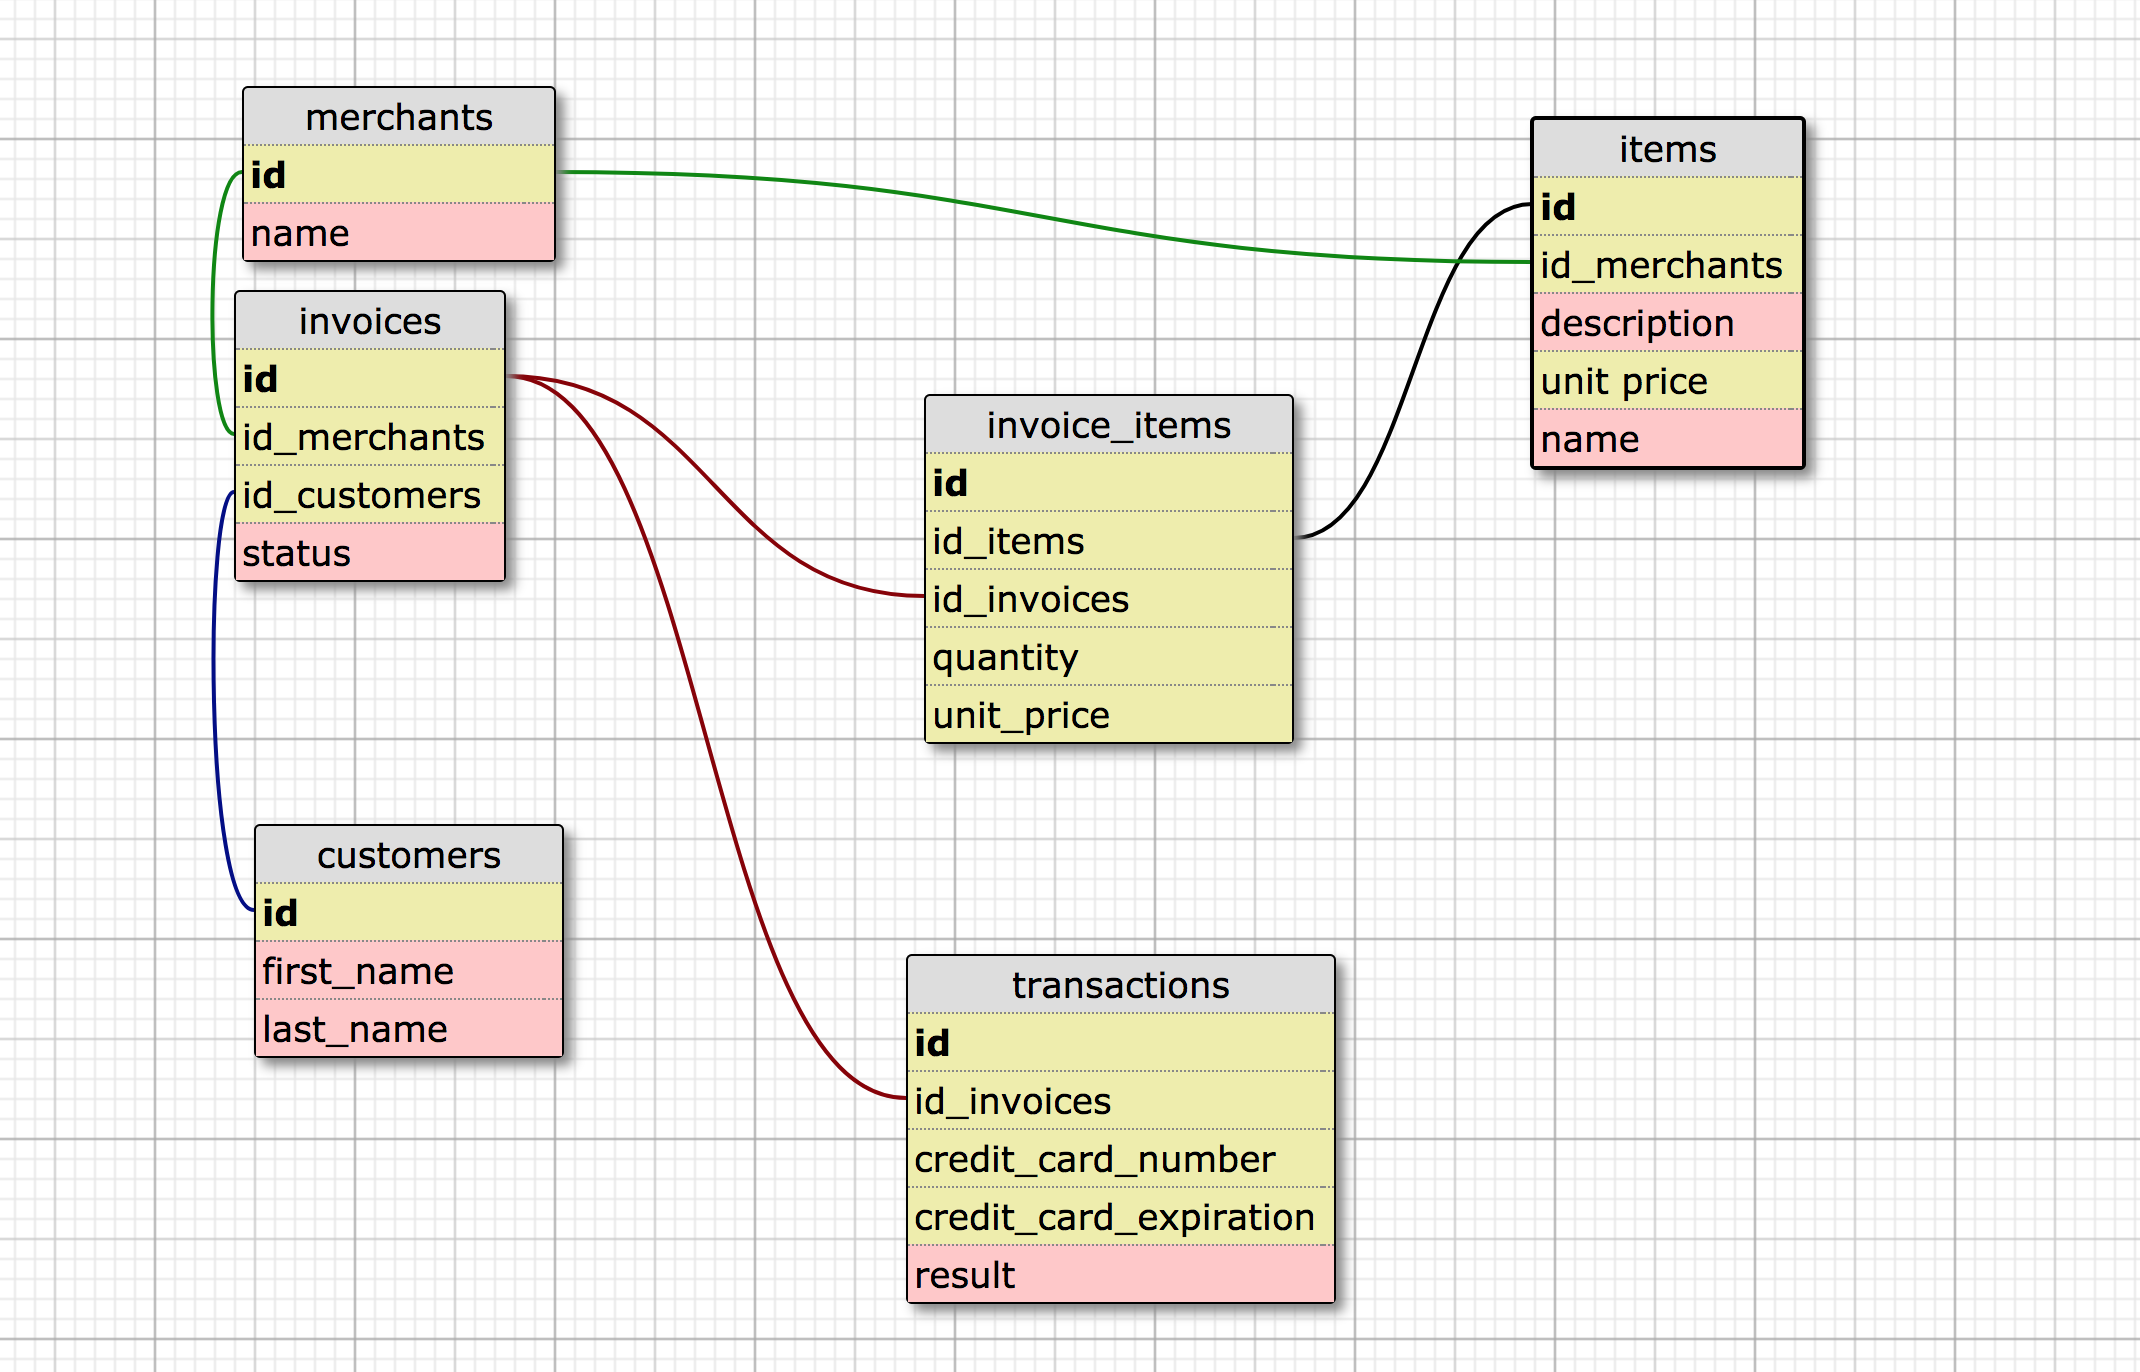 merchants
id
name
invoices
id
id_merchants
id_customers
status
customers
id
first_name
last_name
invoice_items
id
id_items
id_invoices
quantity
unit_price
transactions
id
id_invoices
credit_card_number
credit_card_expiration
result
items
id
id_merchants
description
unit price
name